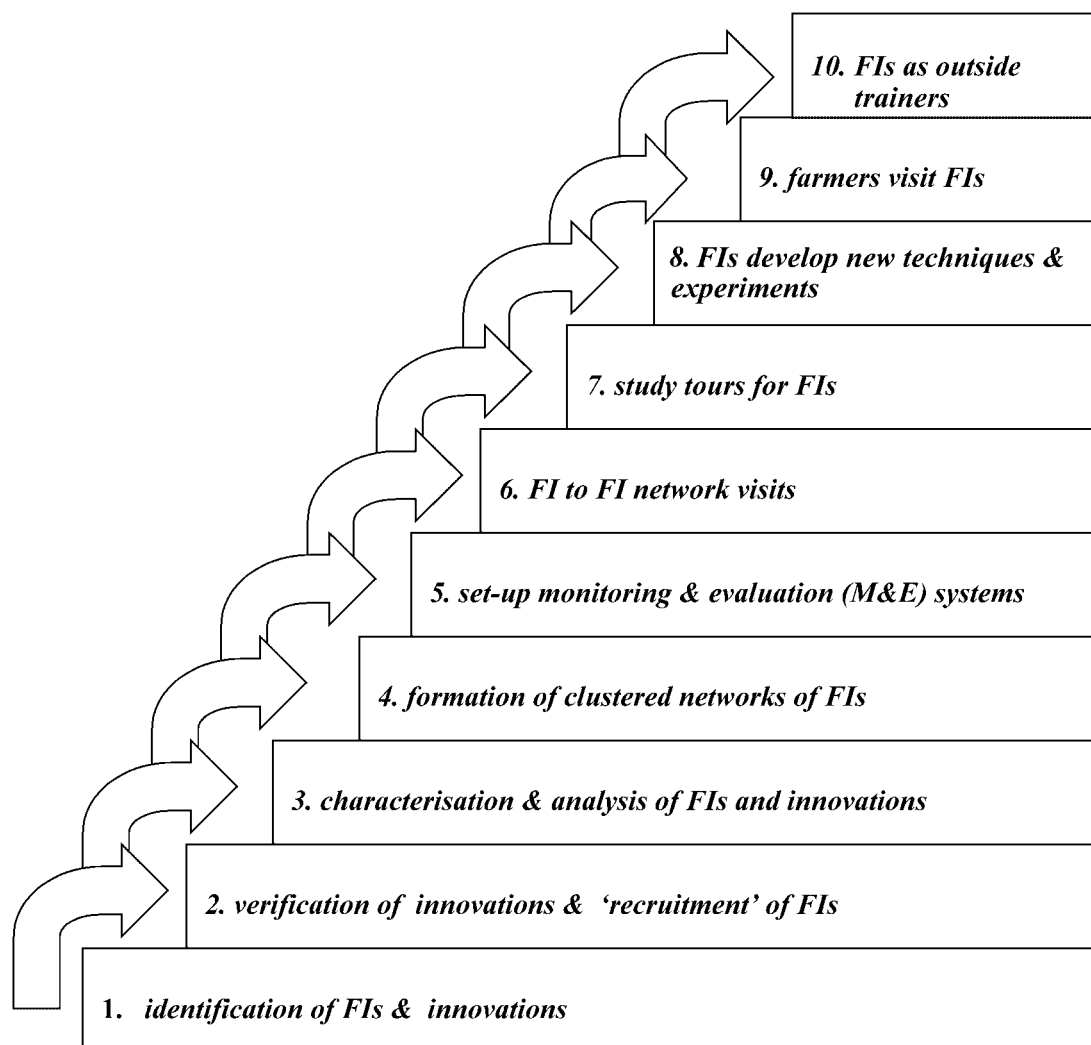 10. FIs as outside
trainers
9. farmers visit FIs
8. FIs develop new techniques &
experiments
7. study tours for FIs
6. FI to FI network visits
5. set-up monitoring & evaluation (M&E) systems
4. formation of clustered networks of FIs
3. characterisation & analysis of FIs and innovations
2. verification of innovations & ‘recruitment’ of FIs
1. identification of FIs & innovations